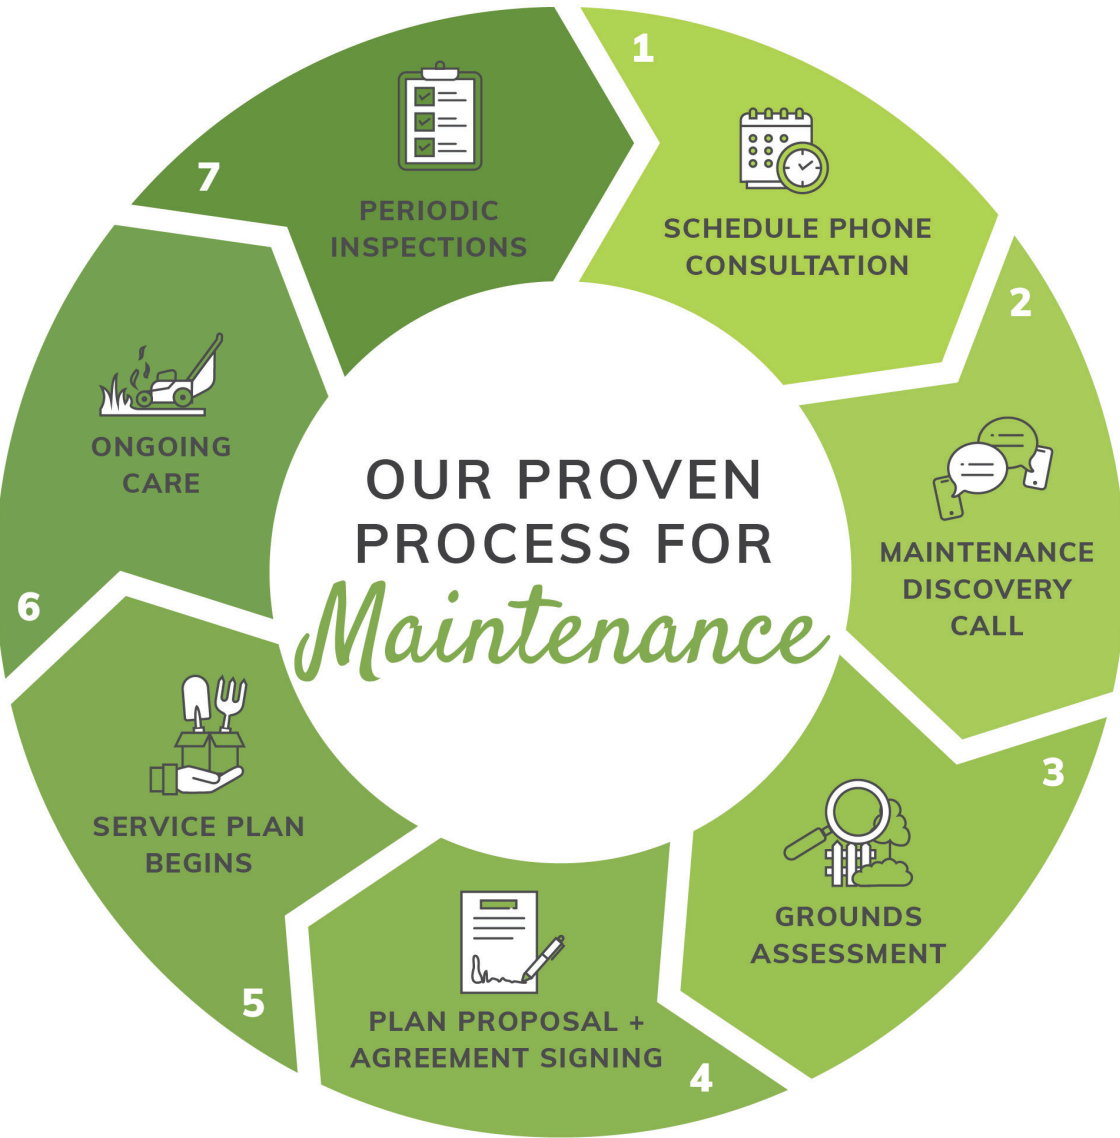 OUR PROVEN
PROCESS FOR
Maintenance
1
SCHEDULE PHONE
CONSULTATION
2
MAINTENANCE
DISCOVERY
CALL
3
GROUNDS
ASSESSMENT
4
PLAN PROPOSAL +
AGREEMENT SIGNING
5
SERVICE PLAN
BEGINS
6
ONGOING
CARE
7
PERIODIC
INSPECTIONS